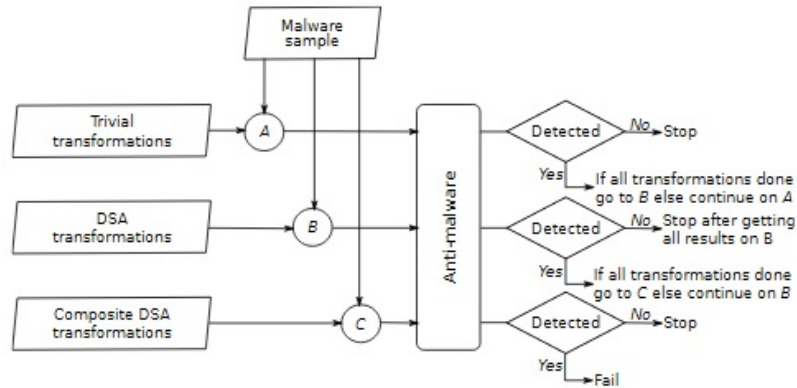 Malware
sample
Trivial
transformations
A
Anti-malware
Detected
No
Stop
Yes
If all transformations done
go to B else continue on A
DSA
transformations
B
Detected
No
Stop after getting
all results on B
Yes
If all transformations done
go to C else continue on B
Composite DSA
transformations
C
Detected
No
Stop
Yes
Fail